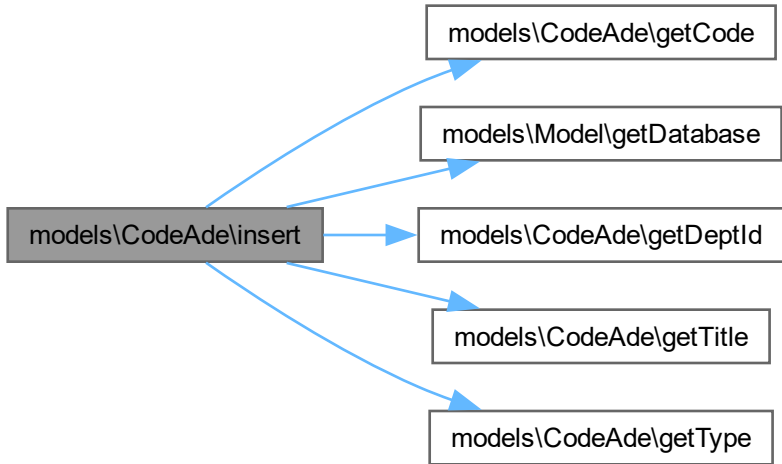 models\CodeAde\insert
models\CodeAde\getCode
models\Model\getDatabase
models\CodeAde\getDeptId
models\CodeAde\getTitle
models\CodeAde\getType